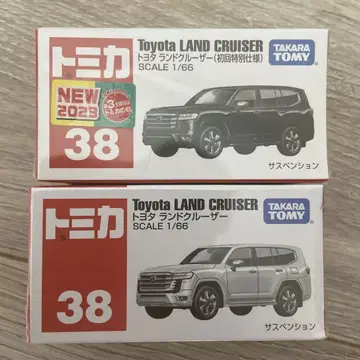 トミカ
Toyota LAND CRUISER
トヨタ ランドクルーザー(初回特別仕様)
SCALE 1/66
TAKARA TOMY
NEW
2023
38
サスペンション
トミカ
Toyota LAND CRUISER
トヨタ ランドクルーザー
SCALE 1/66
TAKARA TOMY
38
サスペンション